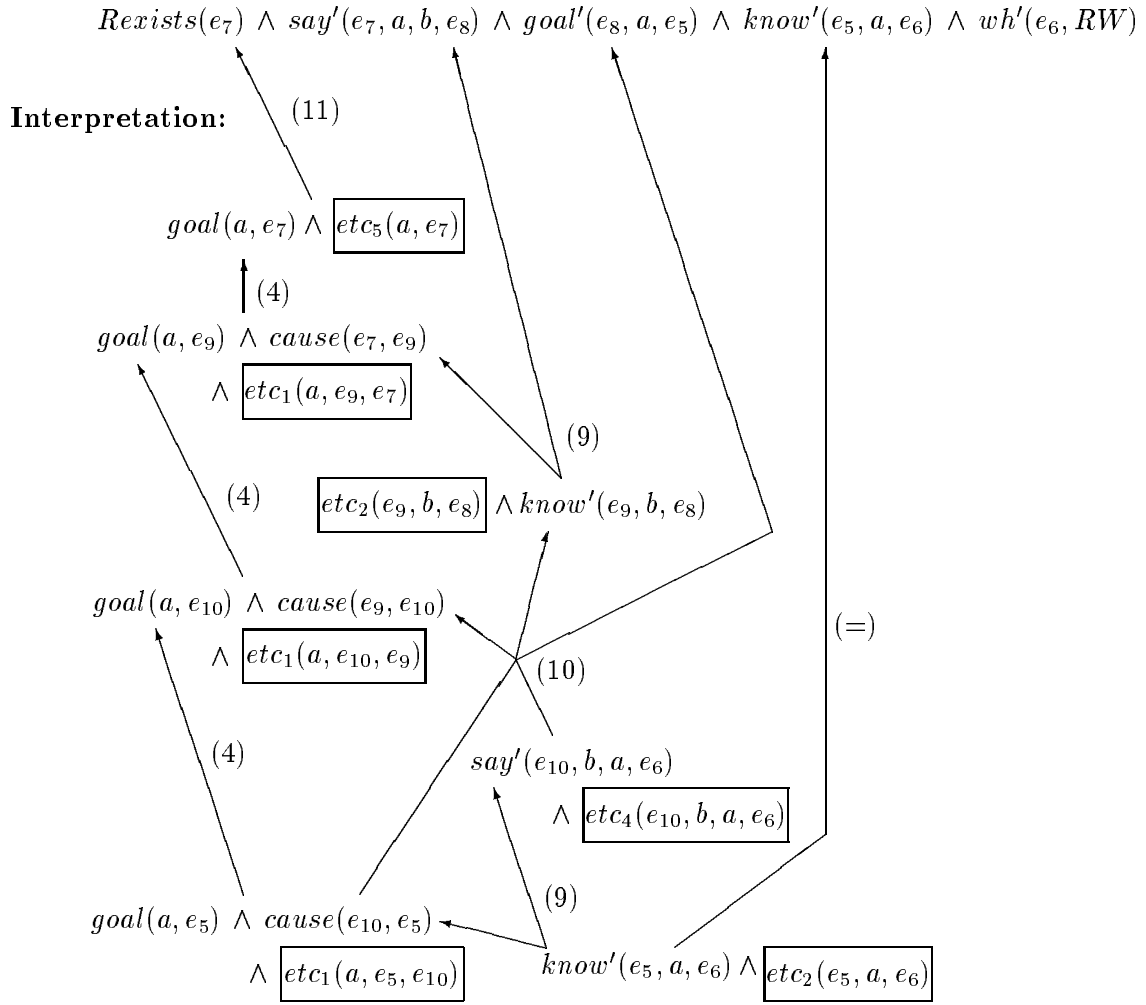 Rexists(e₇) ∧ say′(e₇, a, b, e₈) ∧ goal′(e₈, a, e₅) ∧ know′(e₅, a, e₆) ∧ wh′(e₆, RW)
(11)
Interpretation:
goal(a, e₇) ∧ etc₅(a, e₇)
(4)
goal(a, e₉) ∧ cause(e₇, e₉)
∧ etc₁(a, e₉, e₇)
(9)
(4)
etc₂(e₉, b, e₈) ∧ know′(e₉, b, e₈)
goal(a, e₁₀) ∧ cause(e₉, e₁₀)
(=)
∧ etc₁(a, e₁₀, e₉)
(10)
(4)
say′(e₁₀, b, a, e₆)
∧ etc₄(e₁₀, b, a, e₆)
(9)
goal(a, e₅) ∧ cause(e₁₀, e₅)
∧ etc₁(a, e₅, e₁₀)
know′(e₅, a, e₆) ∧ etc₂(e₅, a, e₆)